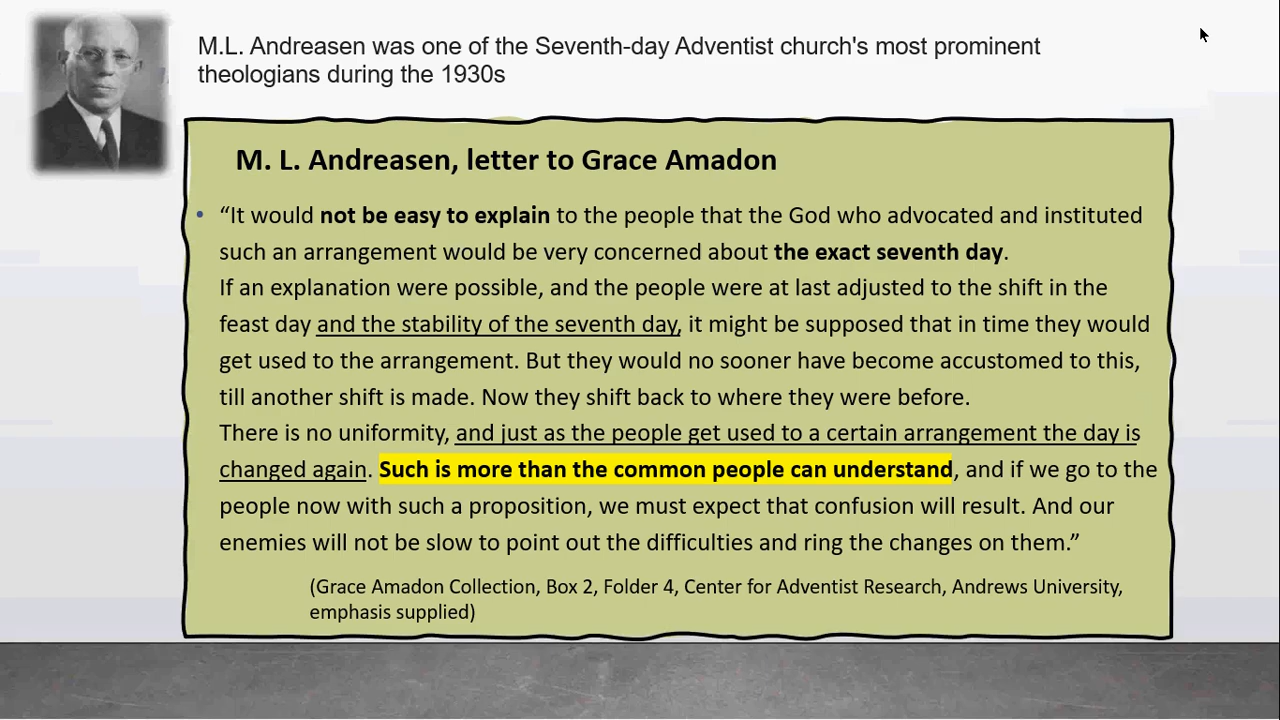 M.L. Andreasen was one of the Seventh-day Adventist church's most prominent
theologians during the 1930s
M. L. Andreasen, letter to Grace Amadon
• “It would not be easy to explain to the people that the God who advocated and instituted
such an arrangement would be very concerned about the exact seventh day.
If an explanation were possible, and the people were at last adjusted to the shift in the
feast day and the stability of the seventh day, it might be supposed that in time they would
get used to the arrangement. But they would no sooner have become accustomed to this,
till another shift is made. Now they shift back to where they were before.
There is no uniformity, and just as the people get used to a certain arrangement the day is
changed again. Such is more than the common people can understand, and if we go to the
people now with such a proposition, we must expect that confusion will result. And our
enemies will not be slow to point out the difficulties and ring the changes on them.”
(Grace Amadon Collection, Box 2, Folder 4, Center for Adventist Research, Andrews University,
emphasis supplied)